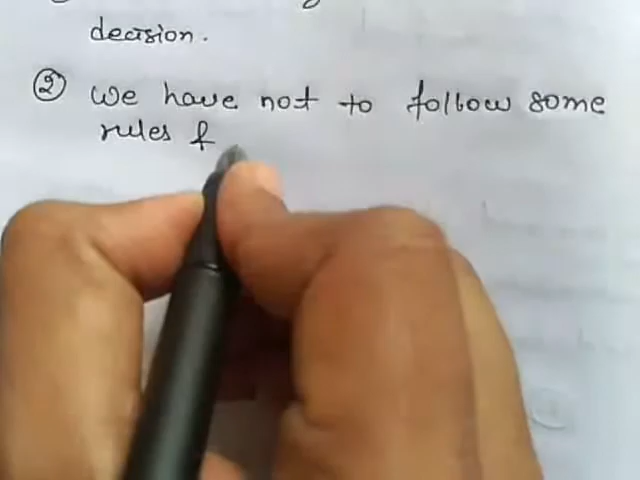 decision.
② we have not to follow some
rules &